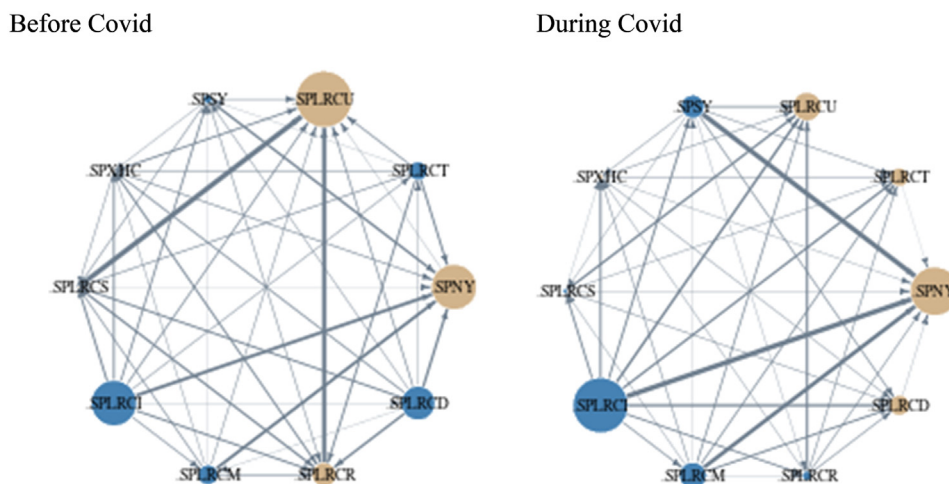 Before Covid
During Covid
.SPSY
SPLRCU
SPXHC
SPLRCT
.SPLRCS
SPNY
SPLRCI
SPLRCD
.SPLRCM
SPLRCR
SPSY
SPLRCU
SPXHC
SPLRCT
.SPLRCS
SPNY
SPLRCI
SPLRCD
SPLRCM
SPLRCR